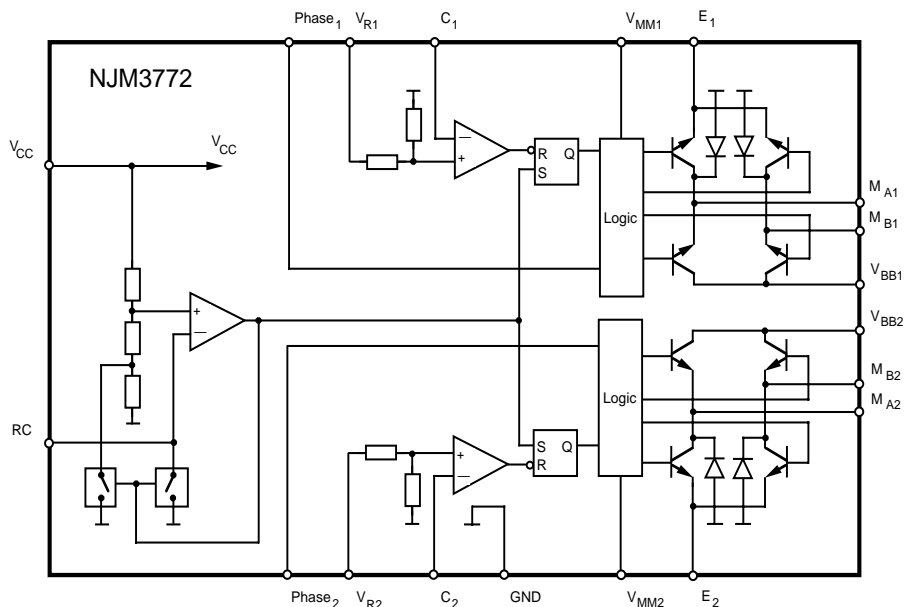 Phase1 VR1 C1 VMM1 E1
NJM3772
VCC
VCC
R Q
S
Logic
MA1
MB1
VBB1
VBB2
+
—
+
—
Logic
MB2
MA2
RC
S Q
R
+
—
Phase2 VR2 C2 GND VMM2 E2